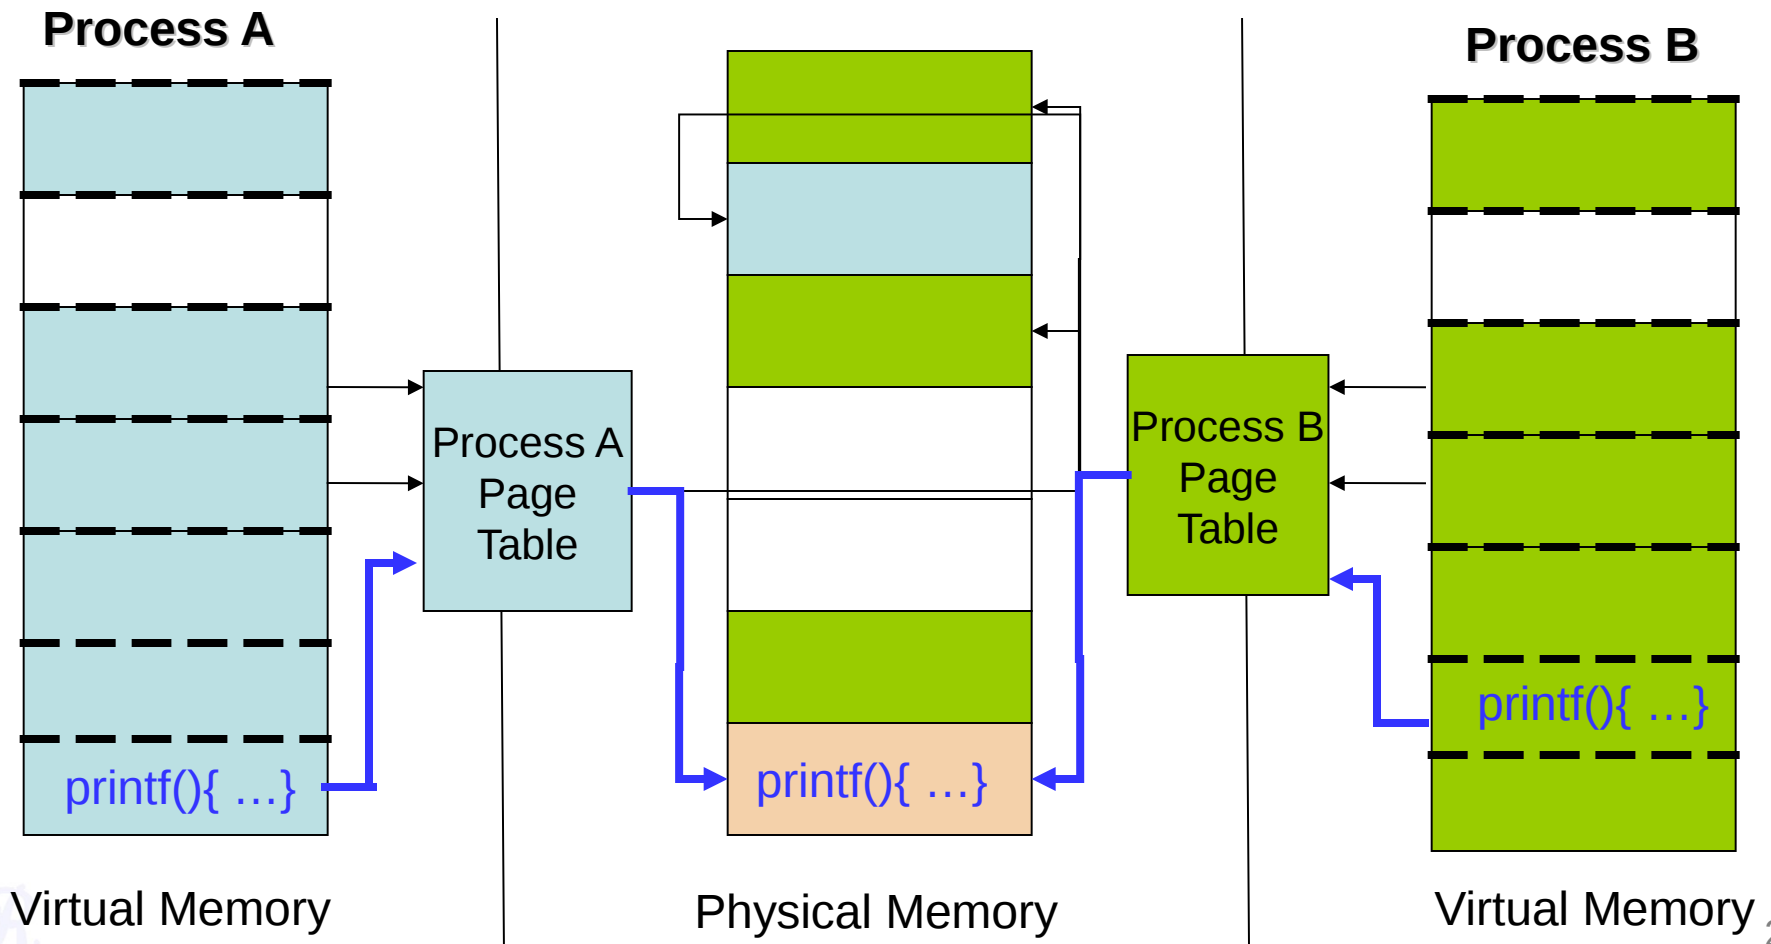 Process A
Process B
Process A
Page
Table
Process B
Page
Table
printf(){ …}
printf(){ …}
printf(){ …}
Virtual Memory
Physical Memory
Virtual Memory